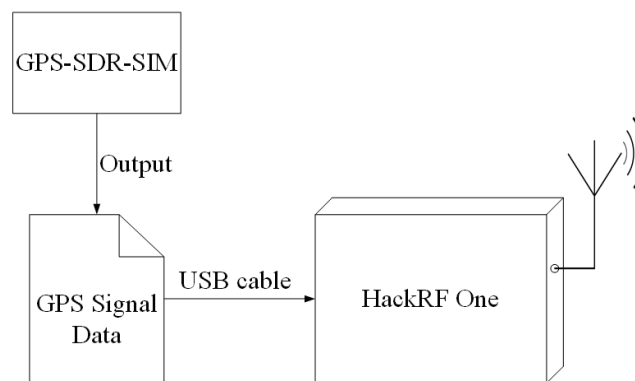 GPS-SDR-SIM
Output
GPS Signal
Data
USB cable
HackRF One